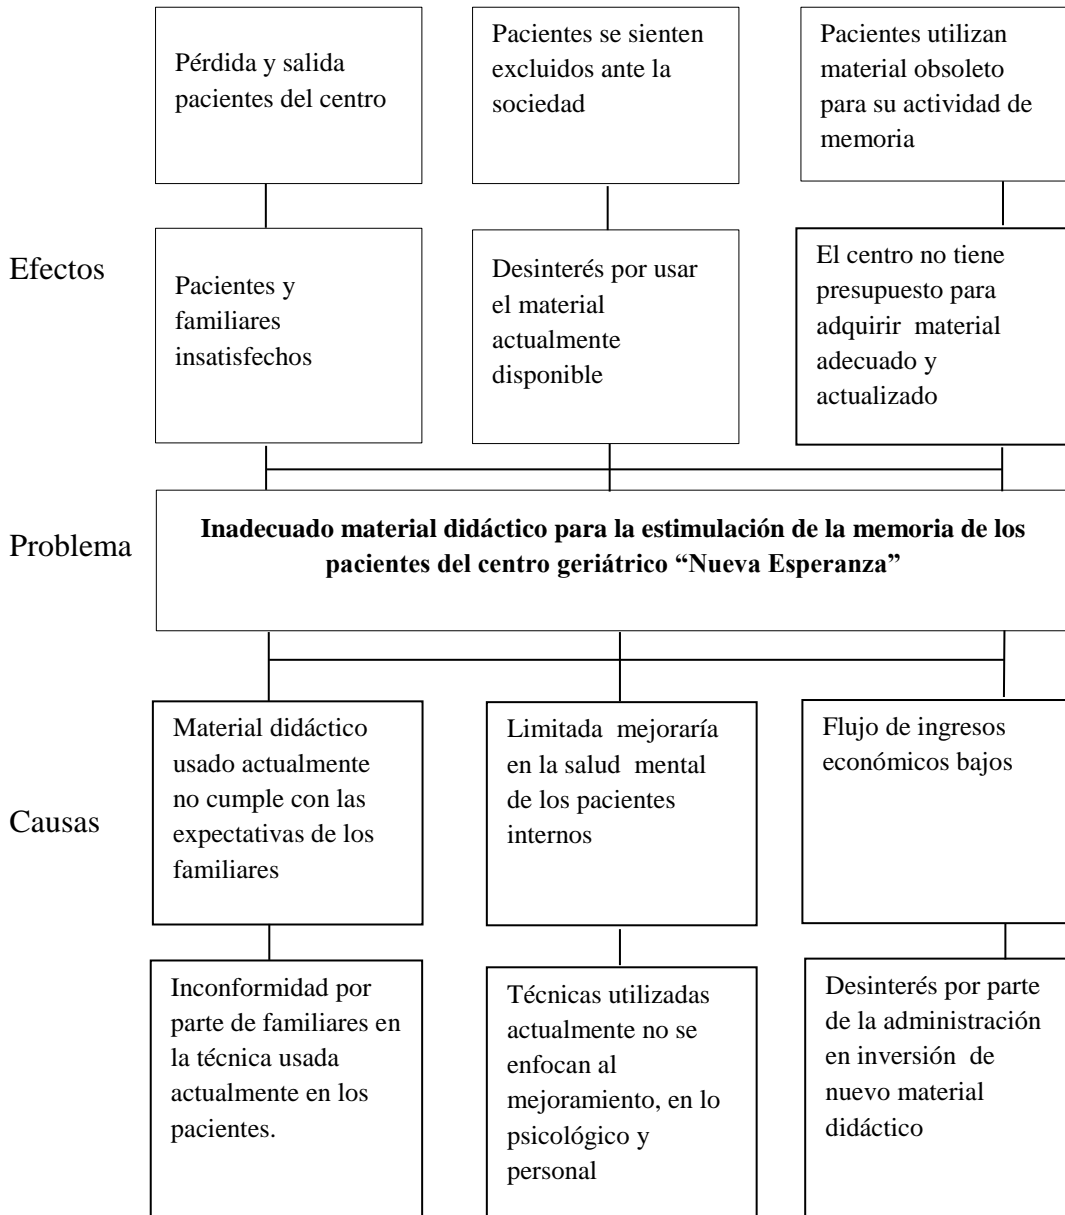 Pérdida y salida
pacientes del centro
Pacientes se sienten
excluidos ante la
sociedad
Pacientes utilizan
material obsoleto
para su actividad de
memoria
Efectos
Pacientes y
familiares
insatisfechos
Desinterés por usar
el material
actualmente
disponible
El centro no tiene
presupuesto para
adquirir material
adecuado y
actualizado
Problema
Inadecuado material didáctico para la estimulación de la memoria de los
pacientes del centro geriátrico “Nueva Esperanza”
Causas
Material didáctico
usado actualmente
no cumple con las
expectativas de los
familiares
Limitada mejoraría
en la salud mental
de los pacientes
internos
Flujo de ingresos
económicos bajos
Inconformidad por
parte de familiares en
la técnica usada
actualmente en los
pacientes.
Técnicas utilizadas
actualmente no se
enfocan al
mejoramiento, en lo
psicológico y
personal
Desinterés por parte
de la administración
en inversión de
nuevo material
didáctico